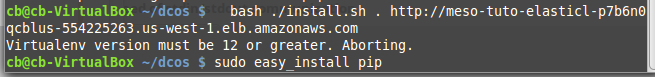 cb@cb-VirtualBox ~/dcos $   bash ./install.sh . http://meso-tuto-elasticl-p7b6n0
qcblus-554225263.us-west-1.elb.amazonaws.com
Virtualenv version must be 12 or greater. Aborting.
cb@cb-VirtualBox ~/dcos $ sudo easy_install pip